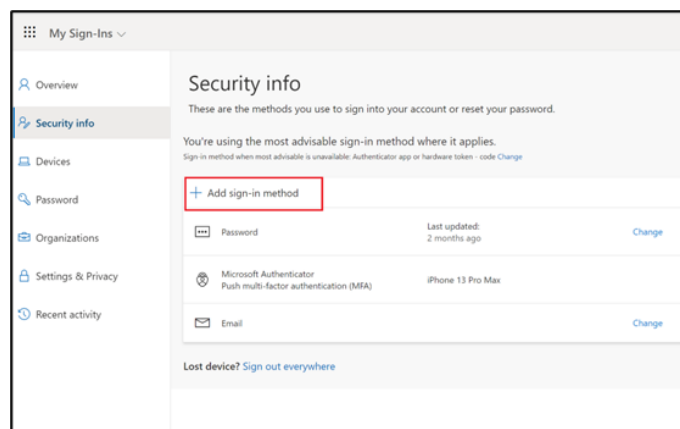 My Sign-Ins
Overview
Security info
Devices
Password
Organizations
Settings & Privacy
Recent activity
Security info
These are the methods you use to sign into your account or reset your password.
You're using the most advisable sign-in method where it applies.
Sign-in method when most advisable is unavailable: Authenticator app or hardware token - code Change
+ Add sign-in method
Password Last updated: Change
2 months ago
Microsoft Authenticator iPhone 13 Pro Max
Push multi-factor authentication (MFA)
Email Change
Lost device? Sign out everywhere